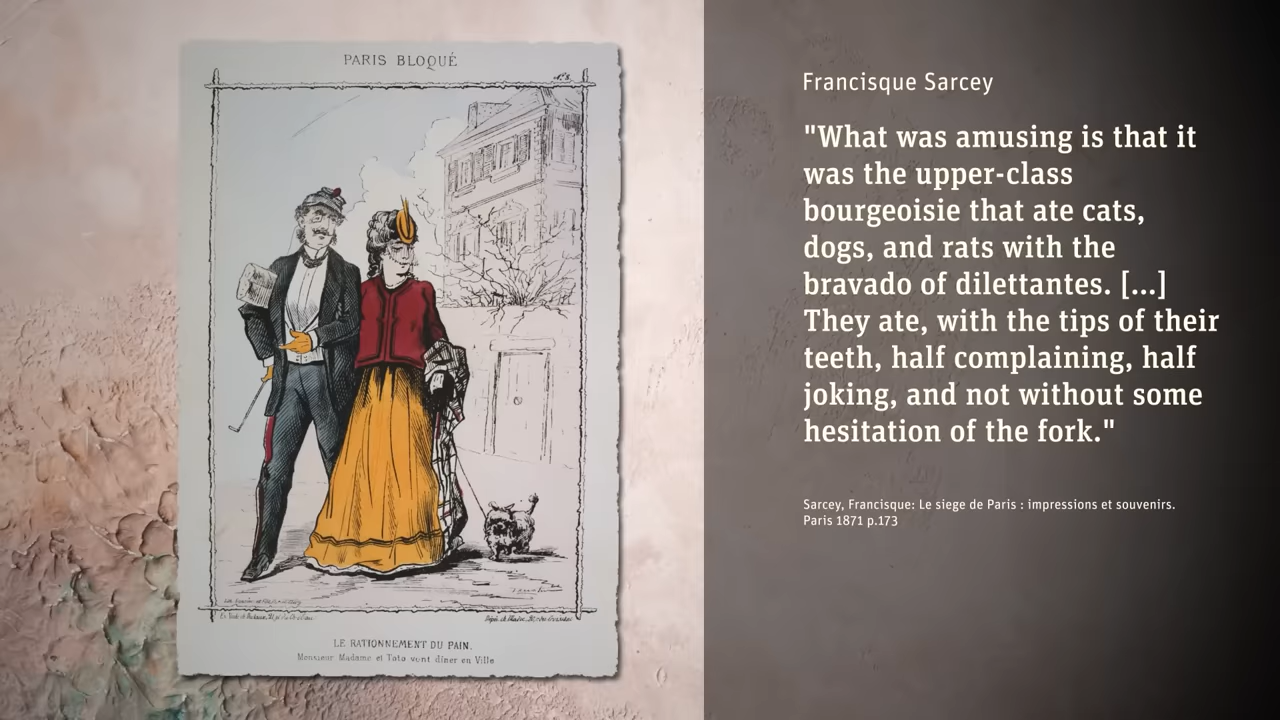 PARIS BLOQUÉ
LE RATIONNEMENT DU PAIN.
Monsieur Madame et Tata vont dîner en Ville
Francisque Sarcey
"What was amusing is that it
was the upper-class
bourgeoisie that ate cats,
dogs, and rats with the
bravado of dilettantes. [...]
They ate, with the tips of their
teeth, half complaining, half
joking, and not without some
hesitation of the fork."
Sarcey, Francisque: Le siege de Paris : impressions et souvenirs.
Paris 1871 p.173